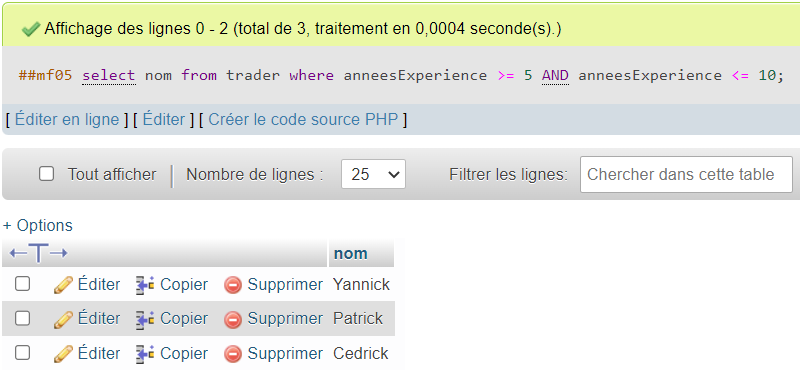 Affichage des lignes 0 - 2 (total de 3, traitement en 0,0004 seconde(s).)
##mf05 select nom from trader where anneesExperience >= 5 AND anneesExperience <= 10;
[ Éditer en ligne ] [ Éditer ] [ Créer le code source PHP ]
Tout afficher Nombre de lignes : 25 Filtrer les lignes: Chercher dans cette table
+ Options
←T→ nom
Éditer Copier Supprimer Yannick
Éditer Copier Supprimer Patrick
Éditer Copier Supprimer Cedrick